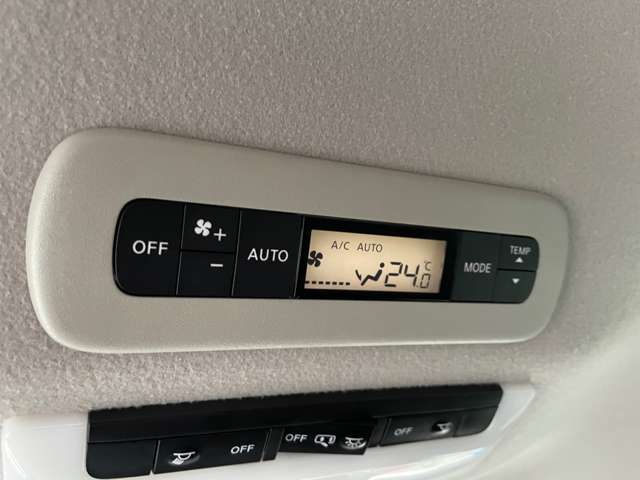 OFF + - AUTO A/C AUTO 24.0 °C MODE TEMP
OFF OFF OFF